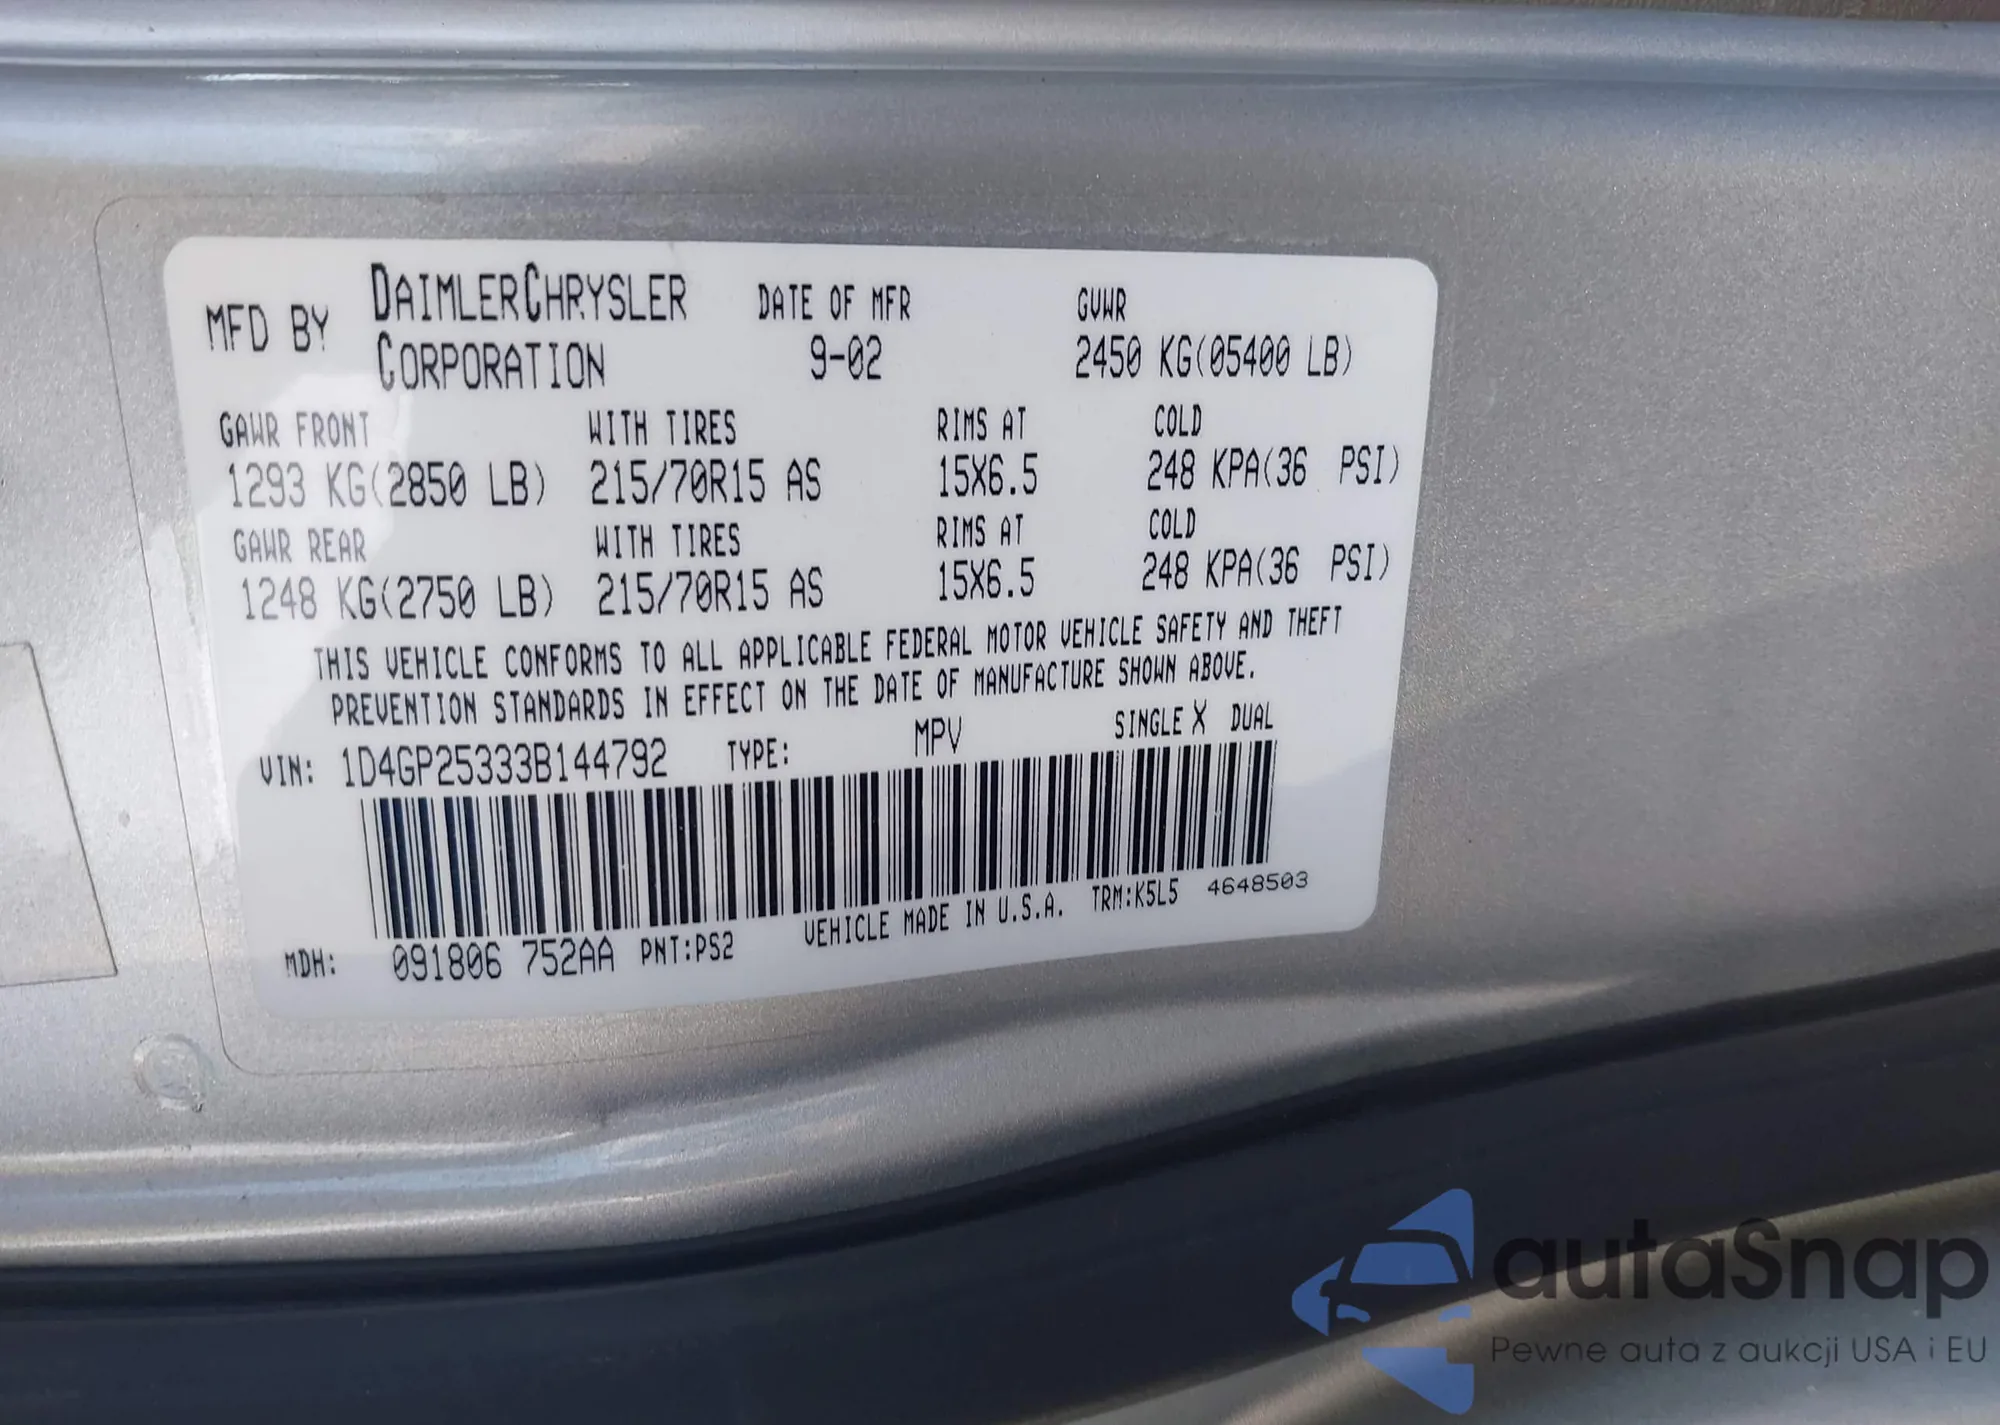 MFD BY DAIMLERCHRYSLER CORPORATION DATE OF MFR 9-02 GVWR 2450 KG(05400 LB)
GAWR FRONT WITH TIRES RIMS AT COLD
1293 KG(2850 LB) 215/70R15 AS 15X6.5 248 KPA(36 PSI)
GAWR REAR WITH TIRES RIMS AT COLD
1248 KG(2750 LB) 215/70R15 AS 15X6.5 248 KPA(36 PSI)
THIS VEHICLE CONFORMS TO ALL APPLICABLE FEDERAL MOTOR VEHICLE SAFETY AND THEFT
PREVENTION STANDARDS IN EFFECT ON THE DATE OF MANUFACTURE SHOWN ABOVE.
VIN: 1D4GP25333B144792 TYPE: MPV SINGLE X DUAL
MDH: 091806 752AA PNT:PS2 VEHICLE MADE IN U.S.A. TRM:K5L5 4648503
autaSnap
Pewne auta z aukcji USA i EU